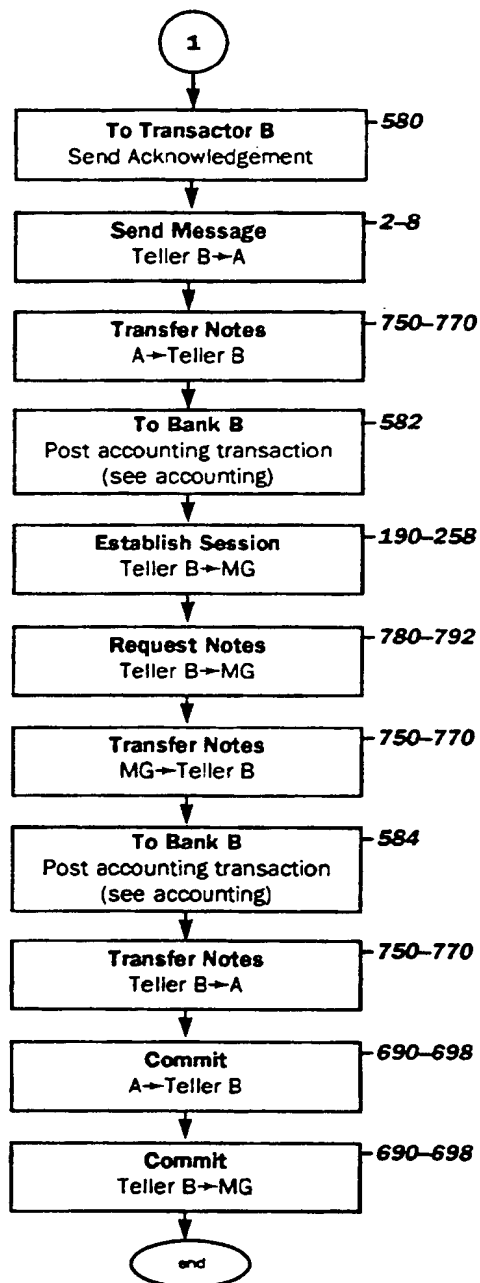 1
To Transactor B
Send Acknowledgement
580
Send Message
Teller B→A
2–8
Transfer Notes
A→Teller B
750–770
To Bank B
Post accounting transaction
(see accounting)
582
Establish Session
Teller B→MG
190–258
Request Notes
Teller B→MG
780–792
Transfer Notes
MG→Teller B
750–770
To Bank B
Post accounting transaction
(see accounting)
584
Transfer Notes
Teller B→A
750–770
Commit
A→Teller B
690–698
Commit
Teller B→MG
690–698
end